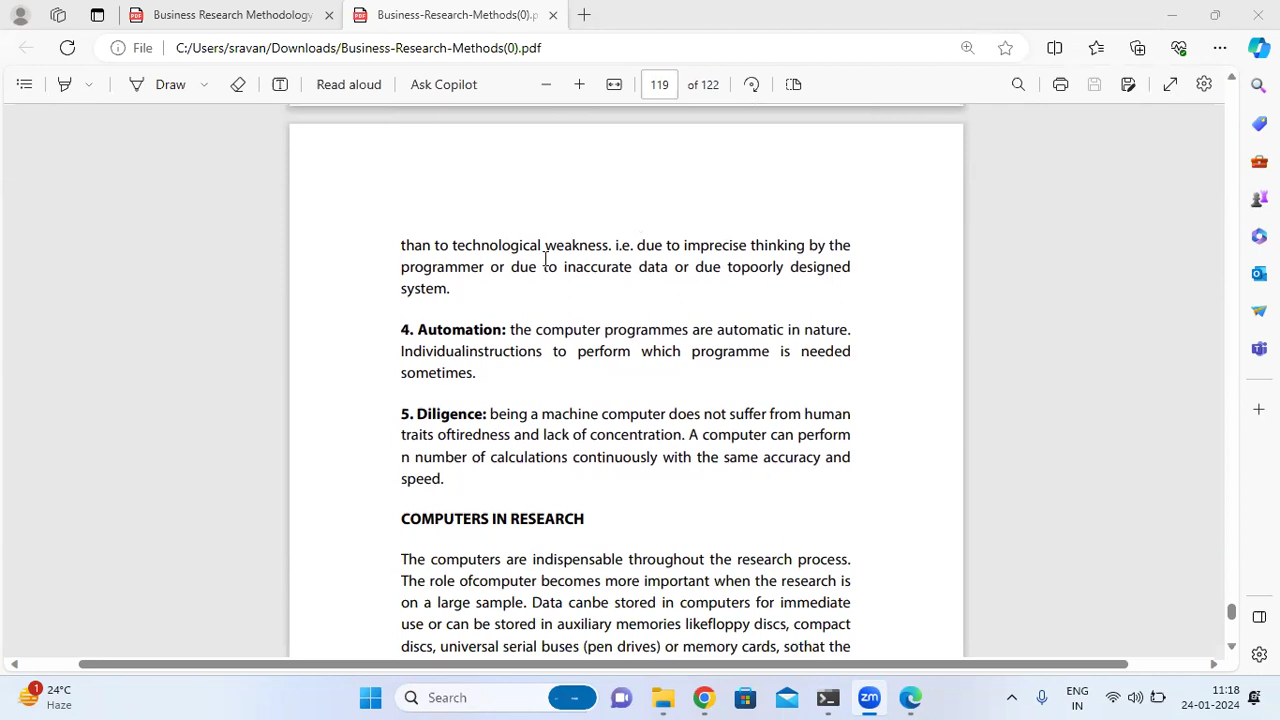 Business Research Methodology
Business-Research-Methods(0).p
File
C:/Users/sravan/Downloads/Business-Research-Methods(0).pdf
Draw
Read aloud
Ask Copilot
119
of 122
than to technological weakness. i.e. due to imprecise thinking by the
programmer or due to inaccurate data or due topoorly designed
system.
4. Automation: the computer programmes are automatic in nature.
Individualinstructions to perform which programme is needed
sometimes.
5. Diligence: being a machine computer does not suffer from human
traits oftiredness and lack of concentration. A computer can perform
n number of calculations continuously with the same accuracy and
speed.
COMPUTERS IN RESEARCH
The computers are indispensable throughout the research process.
The role ofcomputer becomes more important when the research is
on a large sample. Data canbe stored in computers for immediate
use or can be stored in auxiliary memories likefloppy discs, compact
discs, universal serial buses (pen drives) or memory cards, sothat the
1
24°C
Haze
Search
zm
ENG
IN
11:18
24-01-2024